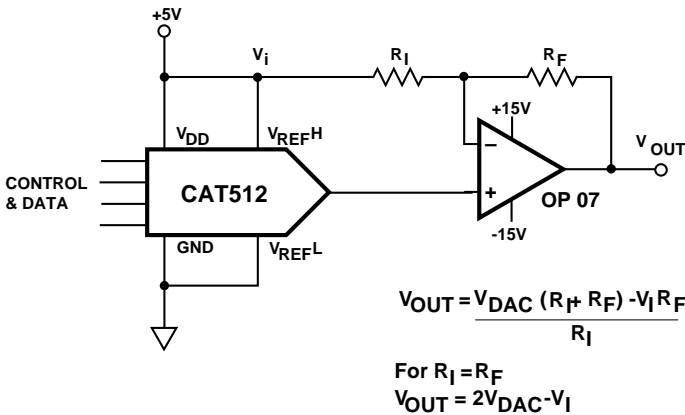 +5V
Vi
RI
RF
+15V
VDD
VREFH
VOUT
−
CONTROL
& DATA
CAT512
+
OP 07
GND
VREFL
-15V
VOUT = VDAC (RI+ RF) -VI RF
RI
For RI = RF
VOUT = 2VDAC-VI